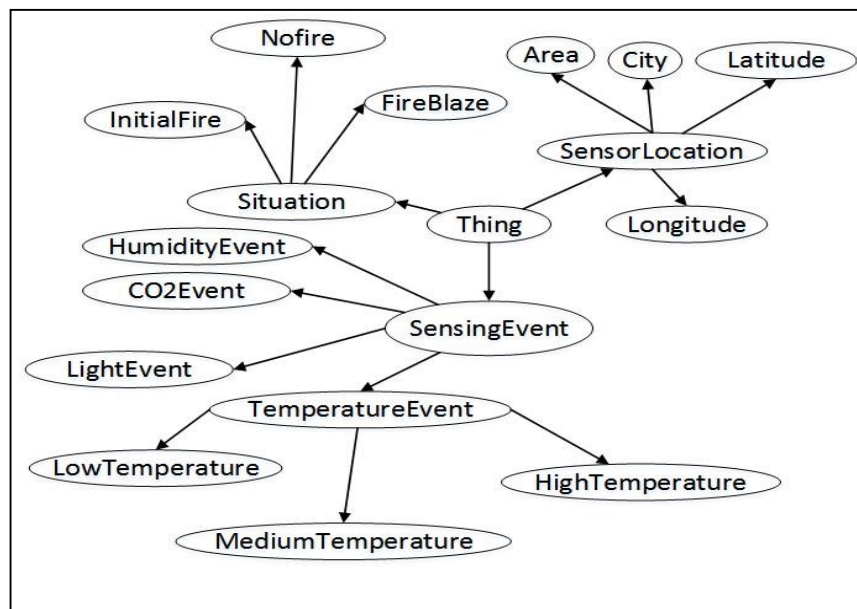 Nofire
Area
City
Latitude
FireBlaze
InitialFire
SensorLocation
Situation
Thing
Longitude
HumidityEvent
CO2Event
SensingEvent
LightEvent
TemperatureEvent
LowTemperature
HighTemperature
MediumTemperature